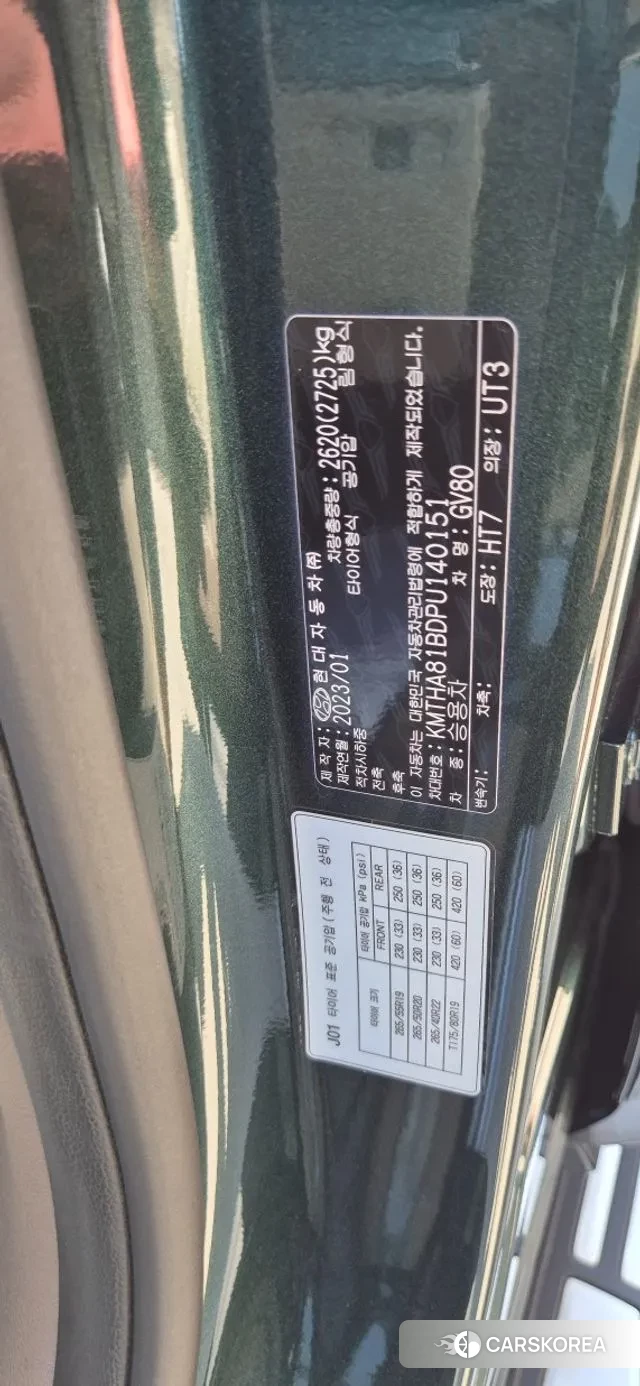 제 작 자: 현 대 자 동 차 ㈜
제작연월: 2023/01 차량총중량: 2620(2725)kg
적차시하중 타이어형식 공기압 림형식
전축
후축
이 자동차는 대한민국 자동차관리법령에 적합하게 제작되었습니다.
차대번호: KMTHA81BDPU140151
차 종: 승용차 차 명: GV80
변속기: 차축: 도장: HT7 의장: UT3
J01 타이어 표준 공기압 (주행 전 상태)
타이어 크기 타이어 공기압 kPa (psi)
FRONT REAR
265/55R19 230 (33) 250 (36)
265/50R20 230 (33) 250 (36)
265/40R22 230 (33) 250 (36)
T175/80R19 420 (60) 420 (60)
CARSKOREA